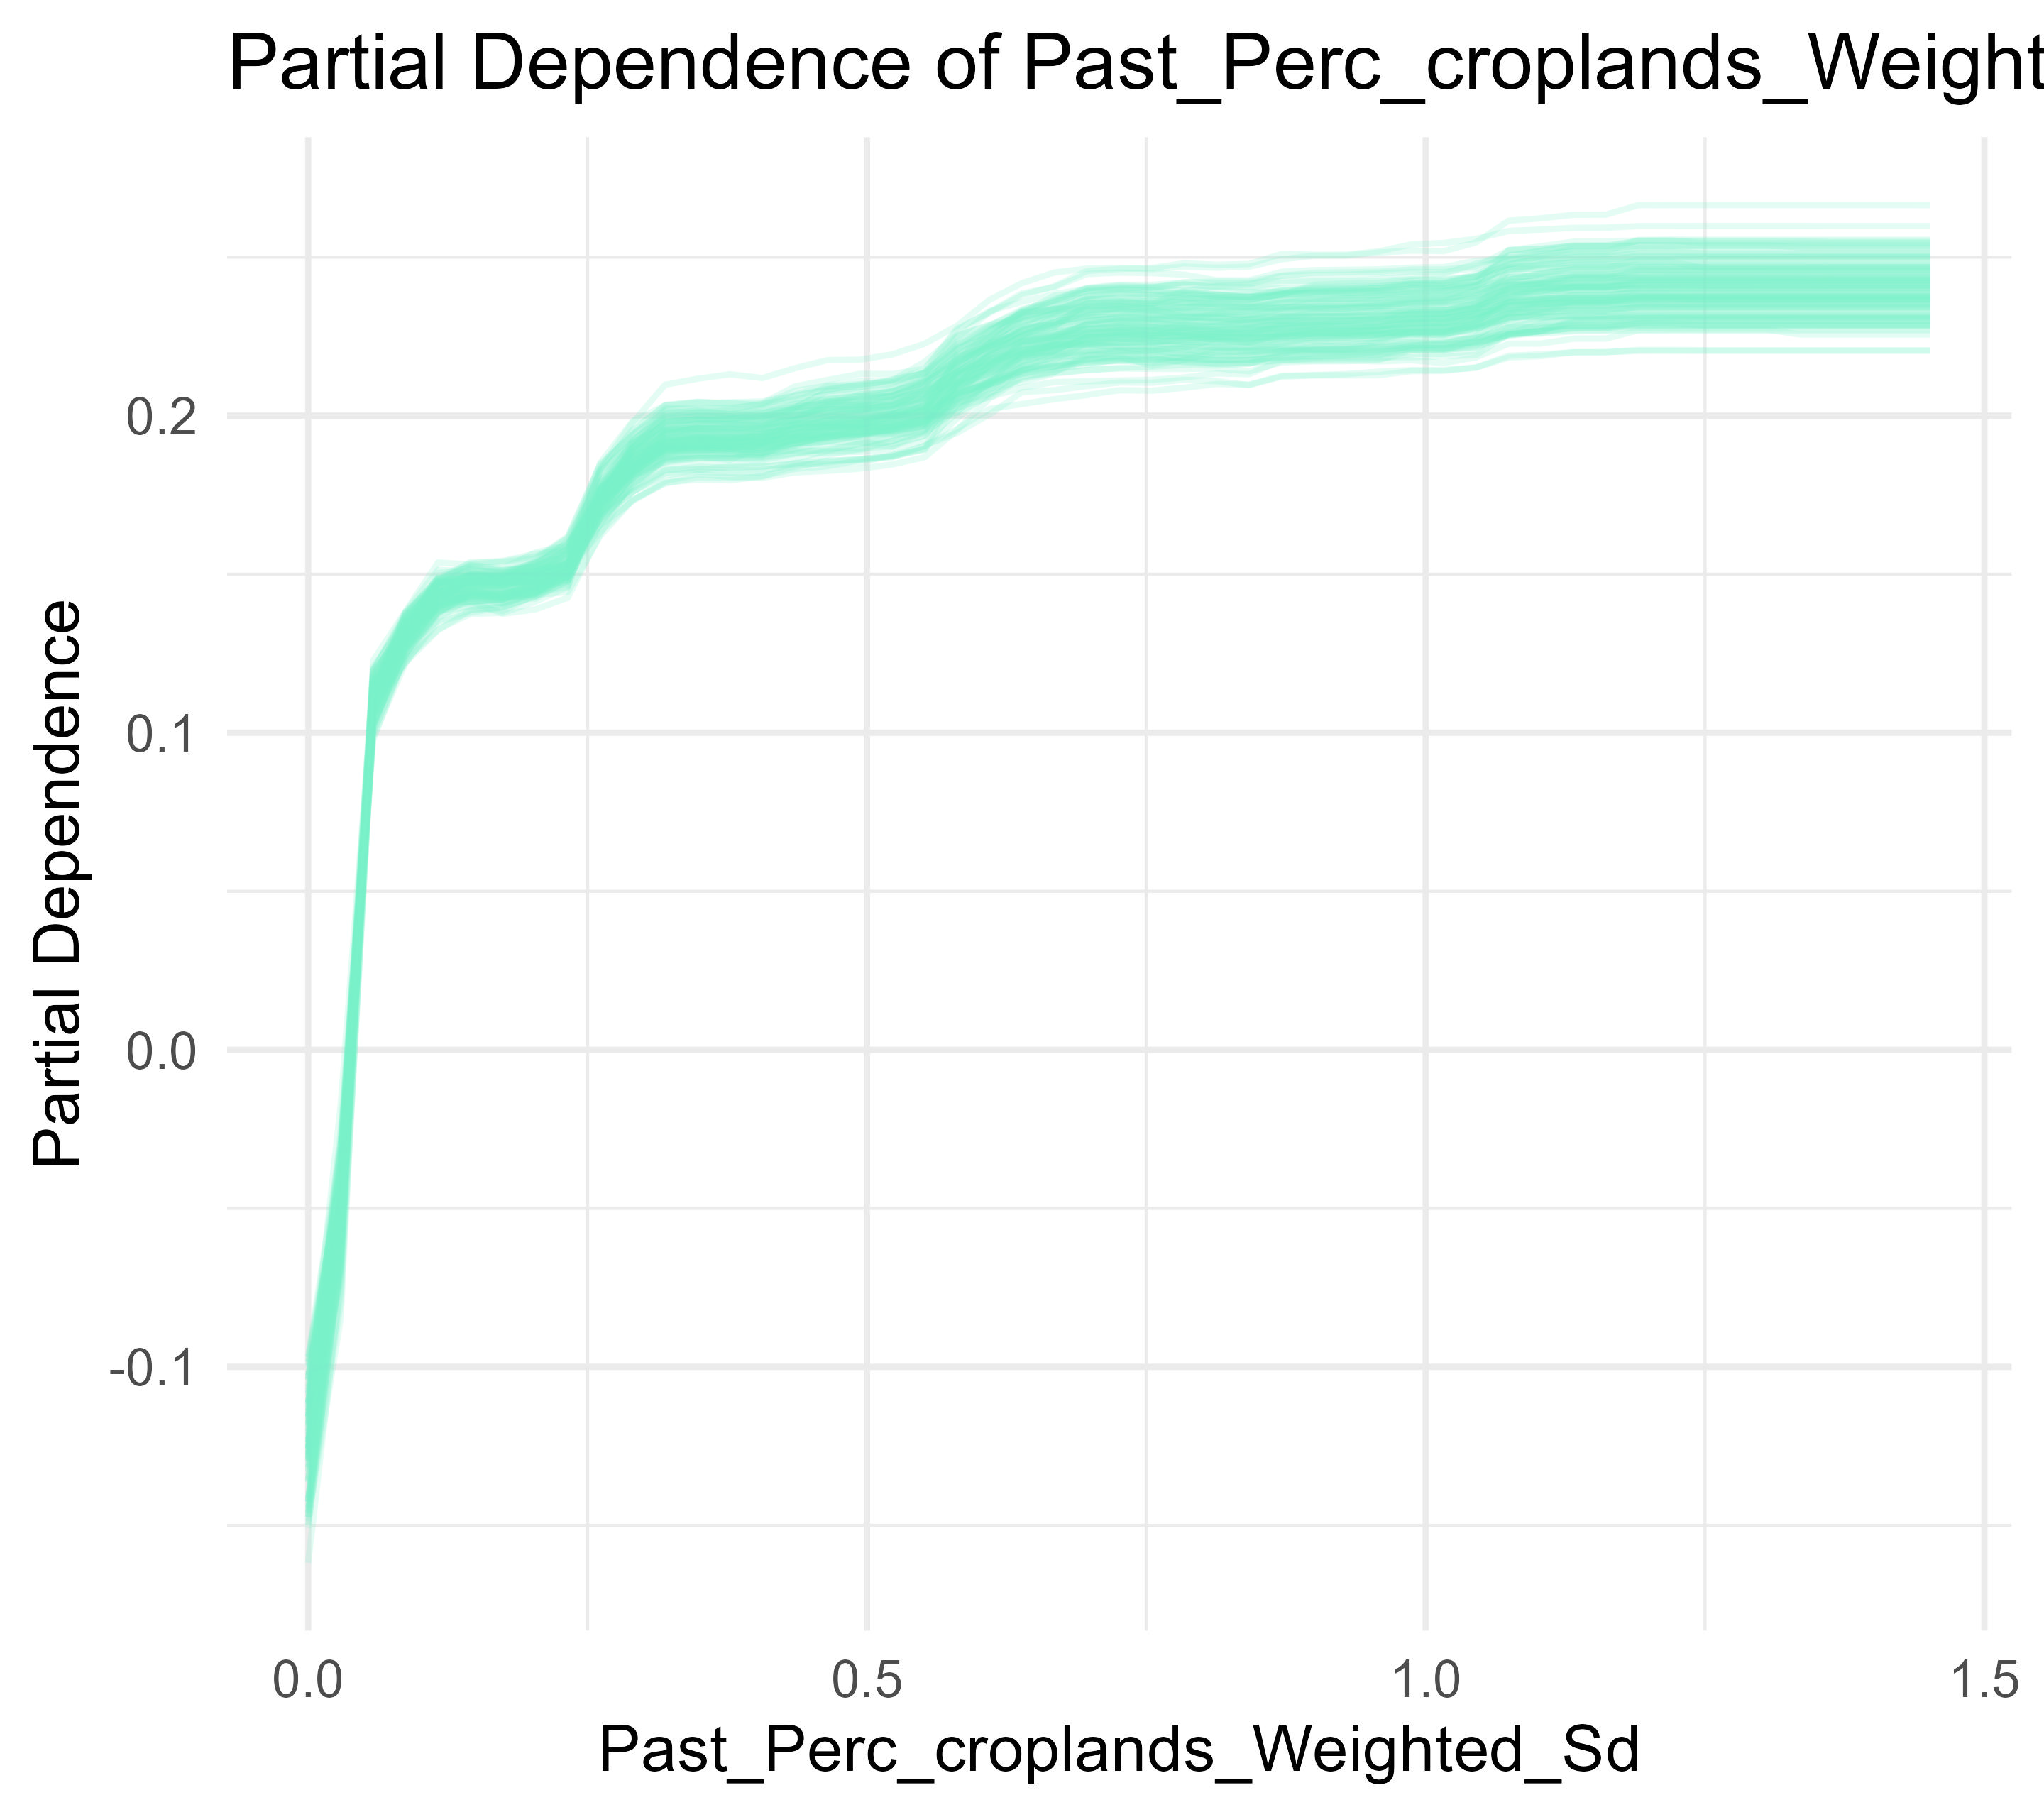 Partial Dependence of Past_Perc_croplands_Weight
Partial Dependence
0.2
0.1
0.0
-0.1
0.0 0.5 1.0 1.5
Past_Perc_croplands_Weighted_Sd